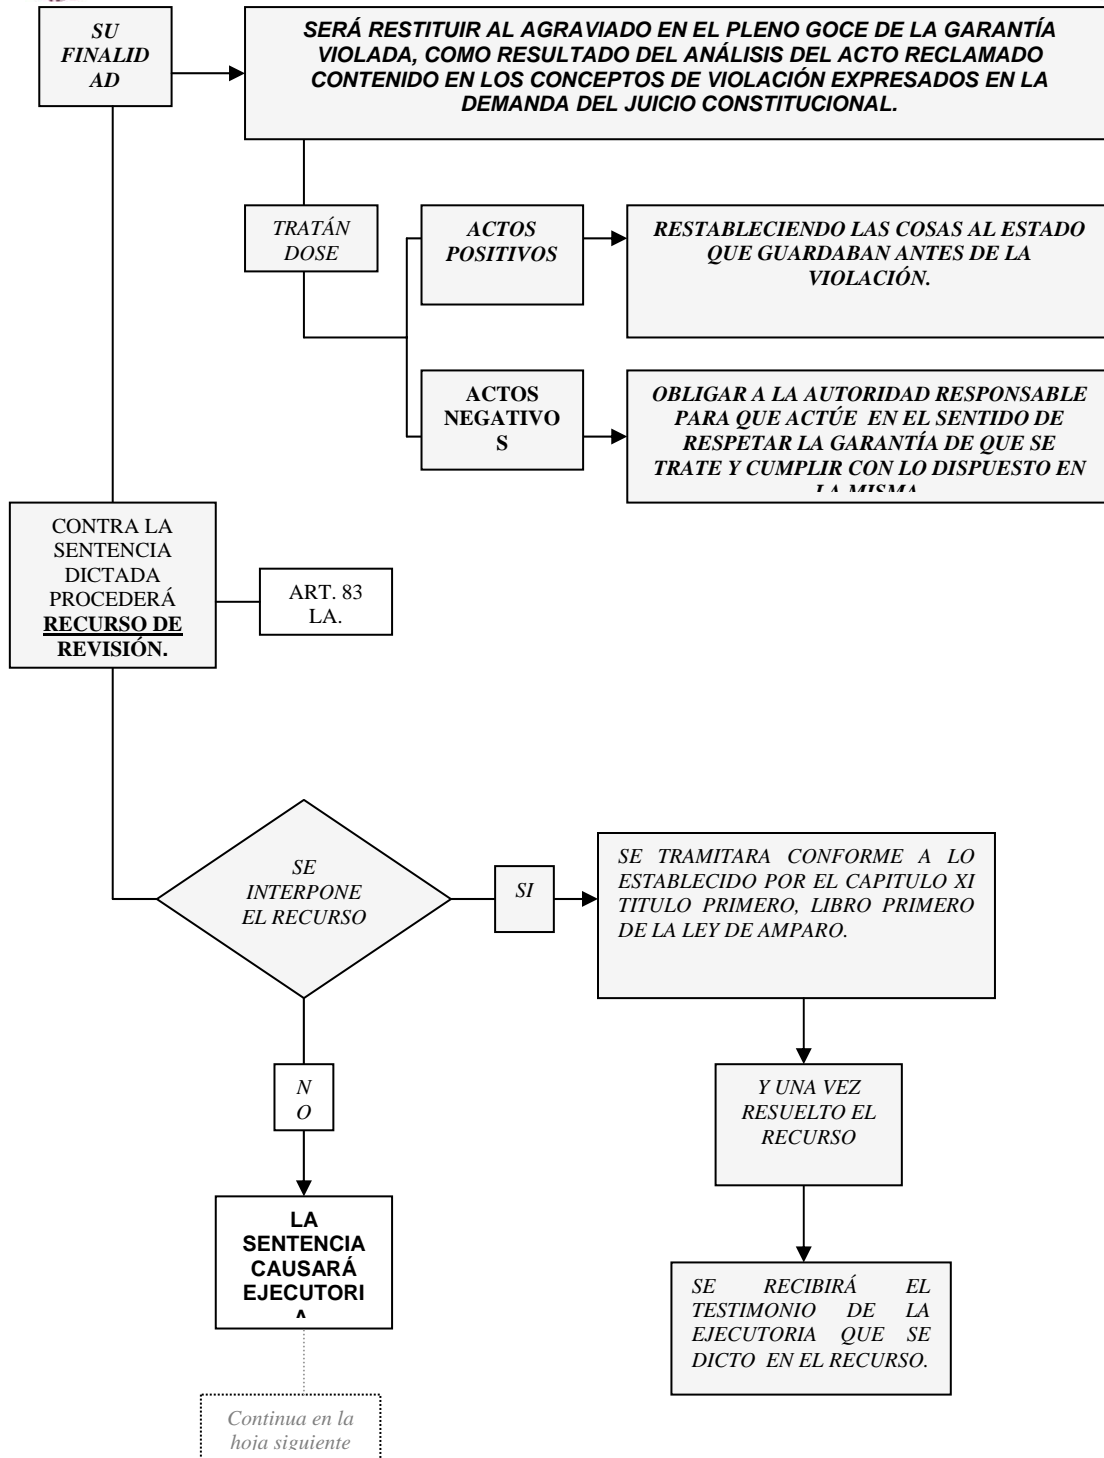 SU
FINALID
AD
SERÁ RESTITUIR AL AGRAVIADO EN EL PLENO GOCE DE LA GARANTÍA
VIOLADA, COMO RESULTADO DEL ANÁLISIS DEL ACTO RECLAMADO
CONTENIDO EN LOS CONCEPTOS DE VIOLACIÓN EXPRESADOS EN LA
DEMANDA DEL JUICIO CONSTITUCIONAL.
TRATÁN
DOSE
ACTOS
POSITIVOS
RESTABLECIENDO LAS COSAS AL ESTADO
QUE GUARDABAN ANTES DE LA
VIOLACIÓN.
ACTOS
NEGATIVO
S
OBLIGAR A LA AUTORIDAD RESPONSABLE
PARA QUE ACTÚE EN EL SENTIDO DE
RESPETAR LA GARANTÍA DE QUE SE
TRATE Y CUMPLIR CON LO DISPUESTO EN
LA MISMA
CONTRA LA
SENTENCIA
DICTADA
PROCEDERÁ
RECURSO DE
REVISIÓN.
ART. 83
LA.
SE
INTERPONE
EL RECURSO
SI
SE TRAMITARA CONFORME A LO
ESTABLECIDO POR EL CAPITULO XI
TITULO PRIMERO, LIBRO PRIMERO
DE LA LEY DE AMPARO.
N
O
Y UNA VEZ
RESUELTO EL
RECURSO
LA
SENTENCIA
CAUSARÁ
EJECUTORI
A
SE RECIBIRÁ EL
TESTIMONIO DE LA
EJECUTORIA QUE SE
DICTO EN EL RECURSO.
Continua en la
hoja siguiente